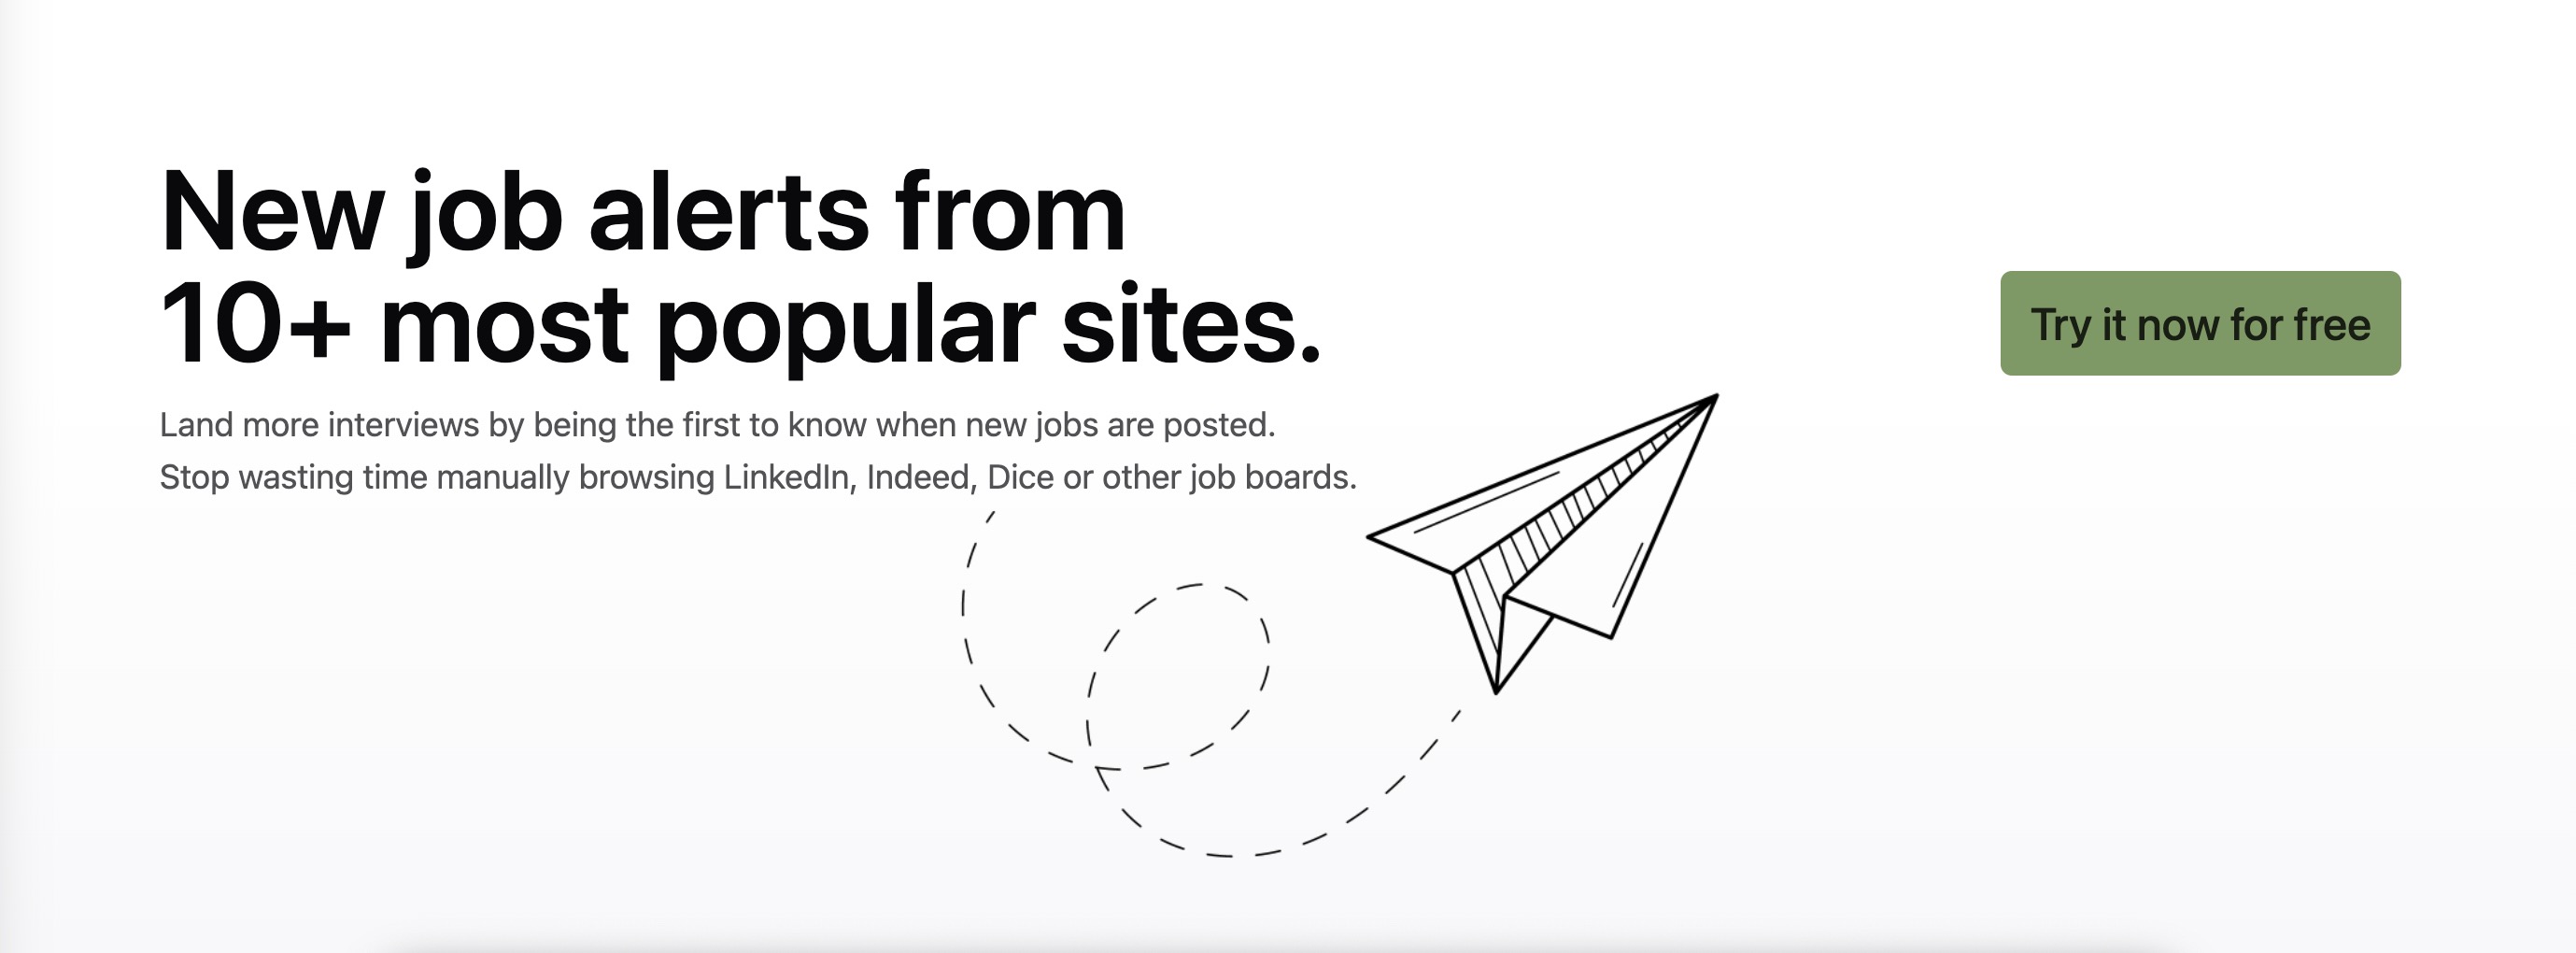 New job alerts from
10+ most popular sites.
Land more interviews by being the first to know when new jobs are posted.
Stop wasting time manually browsing LinkedIn, Indeed, Dice or other job boards.
Try it now for free